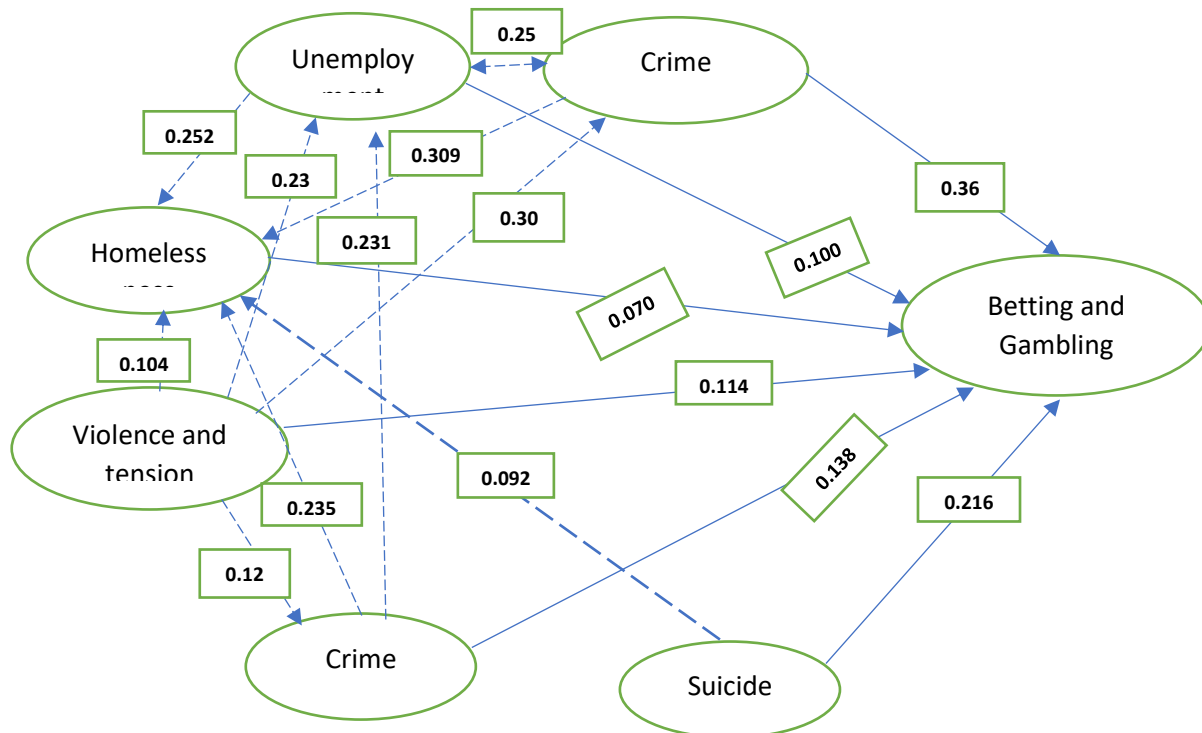 0.25
Unemploy
Crime
0.252
0.309
0.23
0.36
0.30
0.231
Homeless
0.100
0.070
Betting and
Gambling
0.104
0.114
Violence and
tension
0.138
0.092
0.235
0.216
0.12
Crime
Suicide